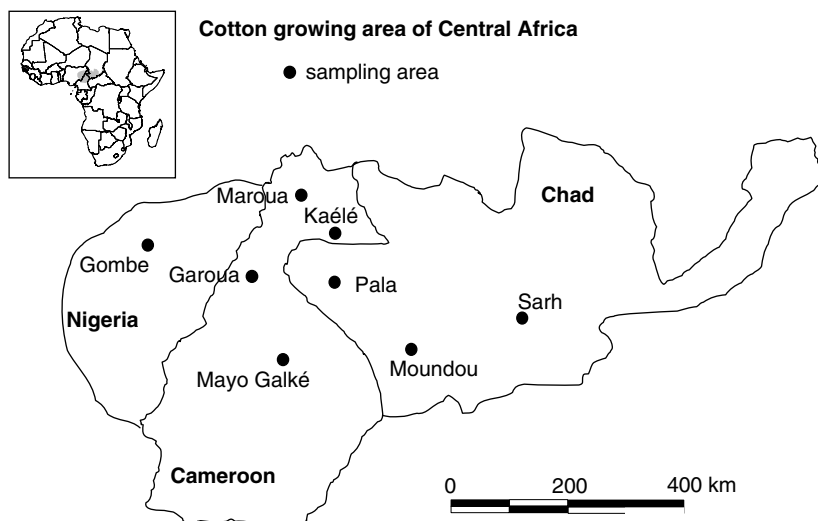 Cotton growing area of Central Africa
sampling area
Maroua
Kaélé
Chad
Gombe
Garoua
Pala
Sarh
Nigeria
Moundou
Mayo Galké
Cameroon
0 200 400 km